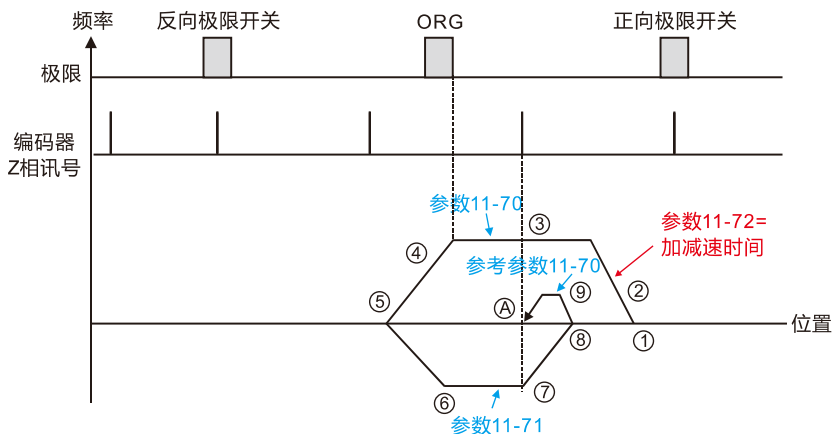 频率
反向极限开关
ORG
正向极限开关
极限
编码器
Z相讯号
参数11-70
③
参数11-72=
加减速时间
④
参考参数11-70
②
⑤
Ⓐ
⑨
位置
①
⑧
⑥
⑦
参数11-71